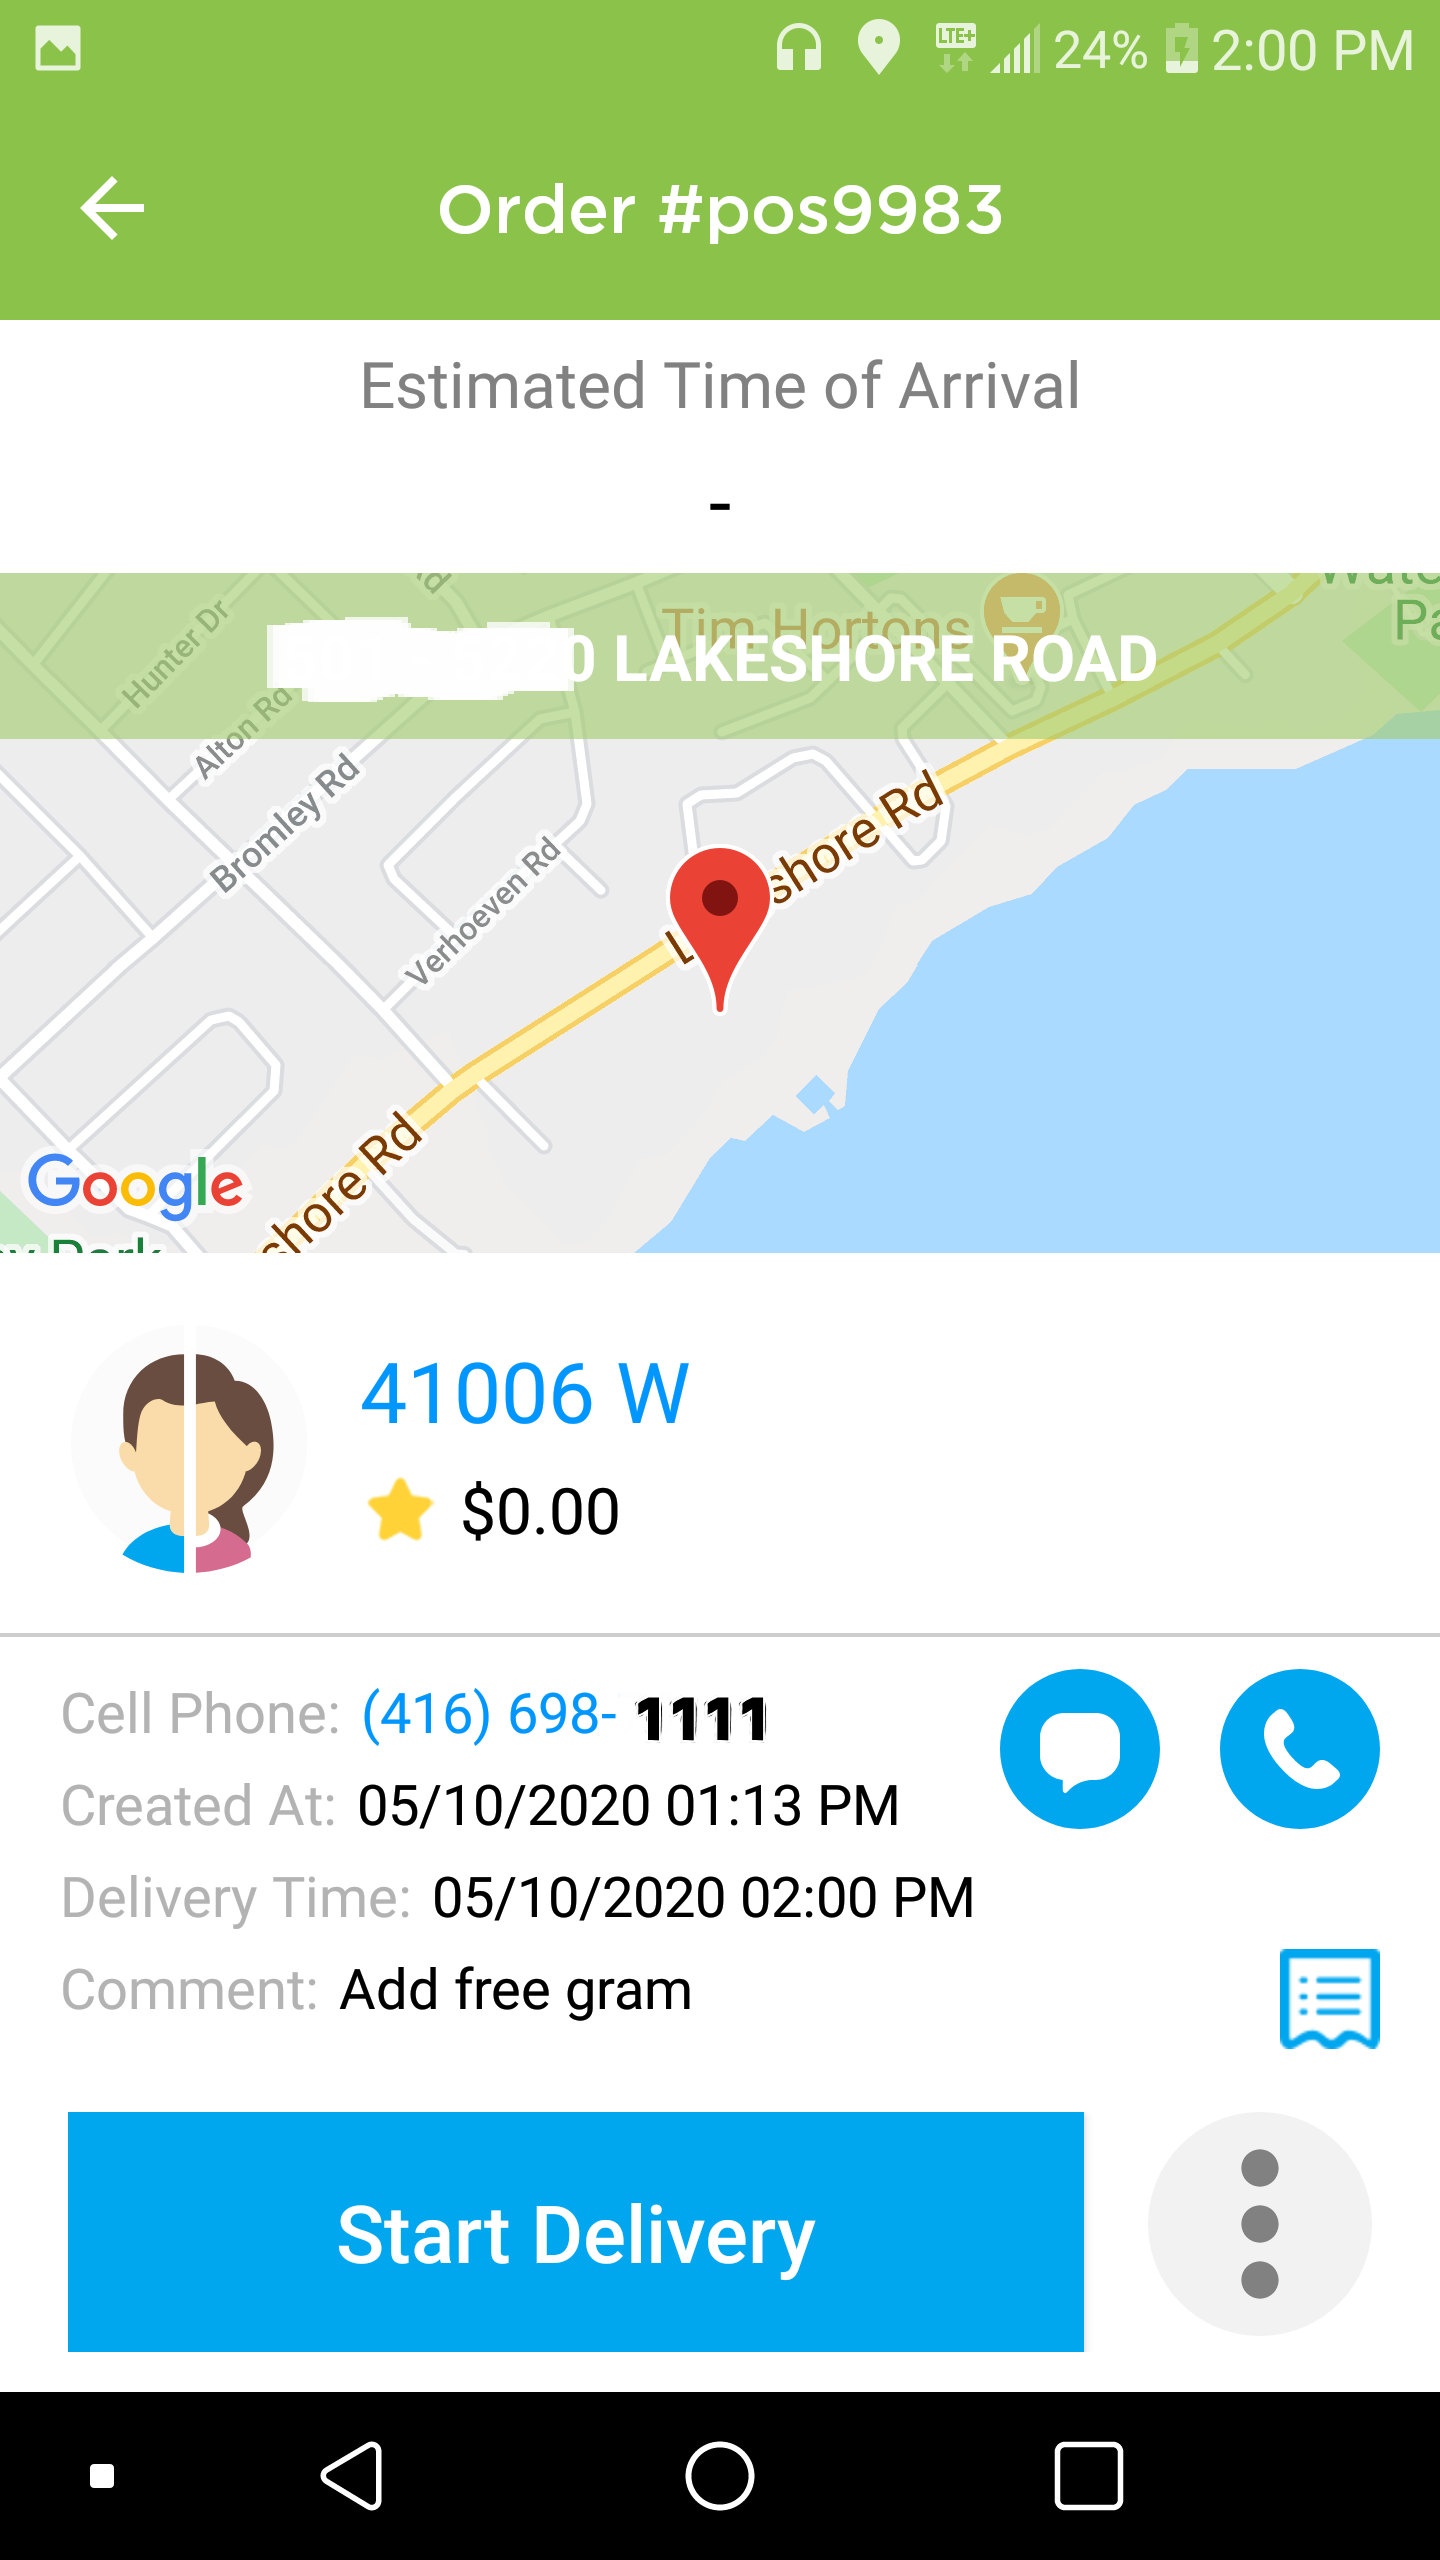 LTE+ 24% 2:00 PM
Order #pos9983
Estimated Time of Arrival
-
Hunter Dr
Tim Hortons
0 LAKESHORE ROAD
Alton Rd
Bromley Rd
shore Rd
Verhoeven Rd
L
shore Rd
Google
Park
41006 W
$0.00
Cell Phone: (416) 698- 1111
Created At: 05/10/2020 01:13 PM
Delivery Time: 05/10/2020 02:00 PM
Comment: Add free gram
Start Delivery